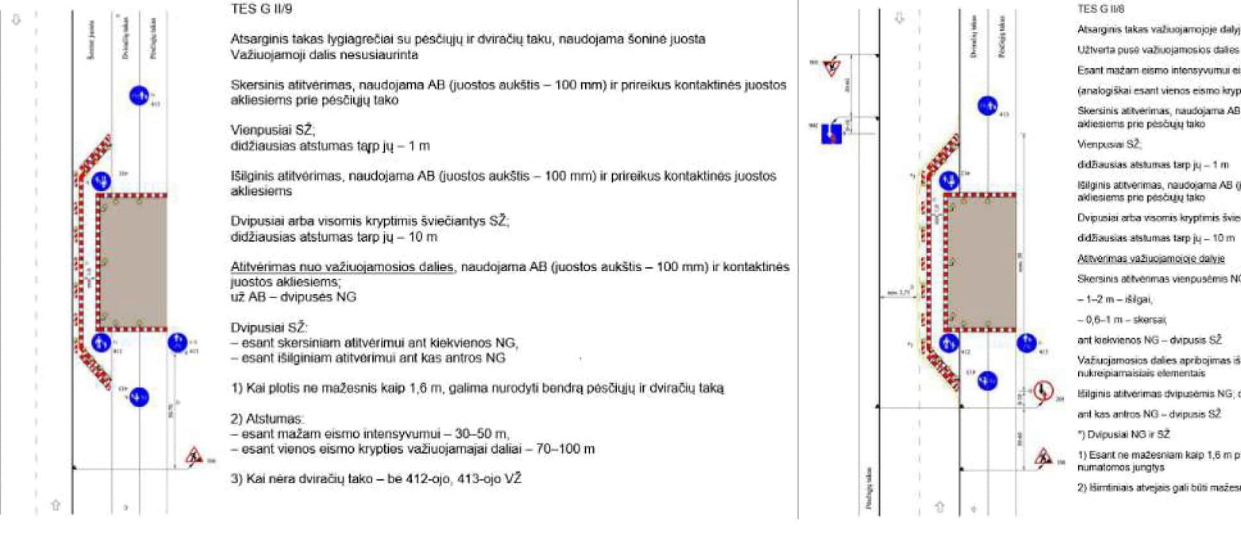 TES G II/9
Atsarginis takas lygiagrečiai su pėsčiųjų ir dviračių taku, naudojama šoninė juosta
Važiuojamoji dalis nesusiaurinta
Skersinis atitvėrimas, naudojama AB (juostos aukštis – 100 mm) ir prireikus kontaktinės juostos
akliesiems prie pėsčiųjų tako
Vienpusiai SŽ;
didžiausias atstumas tarp jų – 1 m
Išilginis atitvėrimas, naudojama AB (juostos aukštis – 100 mm) ir prireikus kontaktinės juostos
akliesiems
Dvipusiai arba visomis kryptimis šviečiantys SŽ;
didžiausias atstumas tarp jų – 10 m
Atitvėrimas nuo važiuojamosios dalies, naudojama AB (juostos aukštis – 100 mm) ir kontaktinės
juostos akliesiems;
už AB – dvipusės NG
Dvipusiai SŽ:
– esant skersiniam atitvėrimui ant kiekvienos NG,
– esant išilginiam atitvėrimui ant kas antros NG
1) Kai plotis ne mažesnis kaip 1,6 m, galima nurodyti bendrą pėsčiųjų ir dviračių taką
2) Atstumas:
– esant mažam eismo intensyvumui – 30–50 m,
– esant vienos eismo krypties važiuojamajai daliai – 70–100 m
3) Kai nėra dviračių tako – be 412-ojo, 413-ojo VŽ
Šoninė juosta
Dviračių takas
Pėsčiųjų takas
TES G II/8
Atsarginis takas važiuojamojoje dalyj
Užtverta pusė važiuojamosios dalies
Esant mažam eismo intensyvumui ei
(analogiškai esant vienos eismo kryp
Skersinis atitvėrimas, naudojama AB
akliesiems prie pėsčiųjų tako
Vienpusiai SŽ;
didžiausias atstumas tarp jų – 1 m
Išilginis atitvėrimas, naudojama AB (j
akliesiems prie pėsčiųjų tako
Dvipusiai arba visomis kryptimis švie
didžiausias atstumas tarp jų – 10 m
Atitvėrimas važiuojamojoje dalyje
Skersinis atitvėrimas vienpusėmis NG
– 1–2 m – išilgai,
– 0,6–1 m – skersai;
ant kiekvienos NG – dvipusis SŽ
Važiuojamosios dalies apribojimas iš
nukreipiamaisiais elementais
Išilginis atitvėrimas dvipusėmis NG; d
ant kas antros NG – dvipusis SŽ
*) Dvipusiai NG ir SŽ
1) Esant ne mažesniam kaip 1,6 m p
numatomos jungtys
2) Išimtiniais atvejais gali būti mažes
Dviračių takas
Pėsčiųjų takas
Pėsčiųjų takas